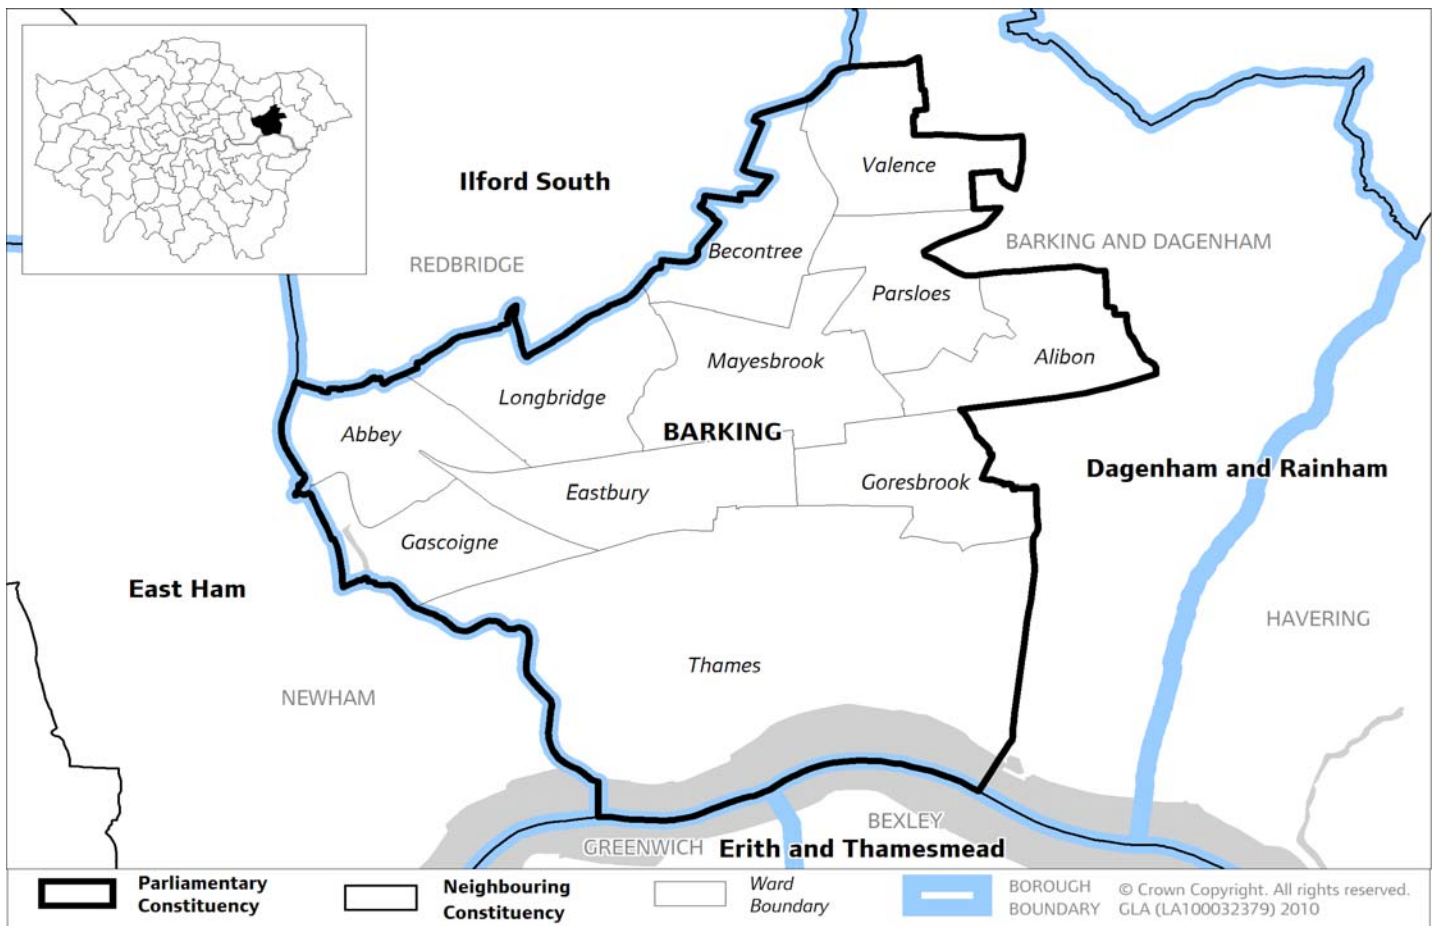 Valence
Ilford South
BARKING AND DAGENHAM
Becontree
REDBRIDGE
Parsloes
Alibon
Mayesbrook
Longbridge
Abbey
BARKING
Dagenham and Rainham
Goresbrook
Eastbury
Gascoigne
East Ham
HAVERING
Thames
NEWHAM
BEXLEY
GREENWICH
Erith and Thamesmead
Parliamentary
Constituency
Neighbouring
Constituency
Ward
Boundary
BOROUGH
BOUNDARY
© Crown Copyright. All rights reserved.
GLA (LA100032379) 2010